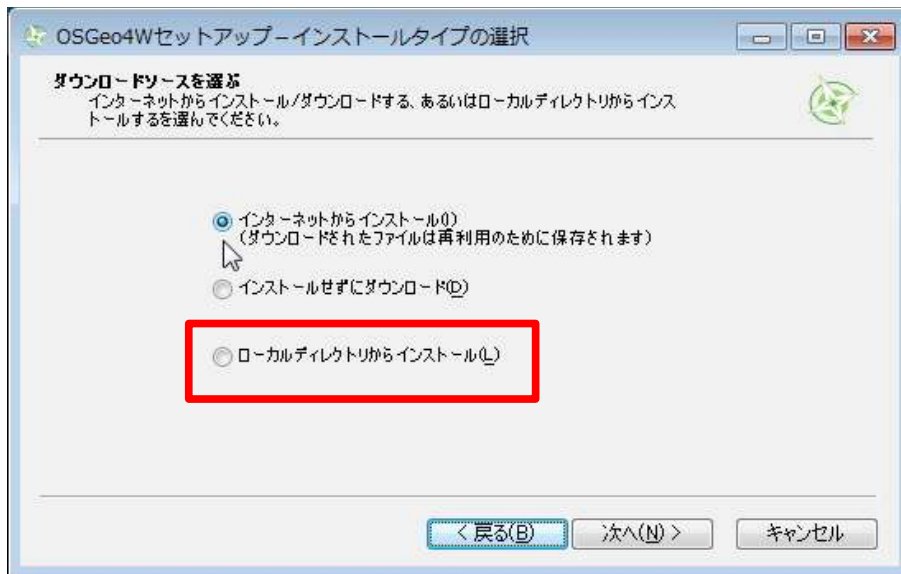 OSGeo4Wセットアップ－インストールタイプの選択
ダウンロードソースを選ぶ
インターネットからインストール/ダウンロードする、あるいはローカルディレクトリからインス
トールするを選んでください。
インターネットからインストール(I)
(ダウンロードされたファイルは再利用のために保存されます)
インストールせずにダウンロード(D)
ローカルディレクトリからインストール(L)
< 戻る(B) 次へ(N) > キャンセル